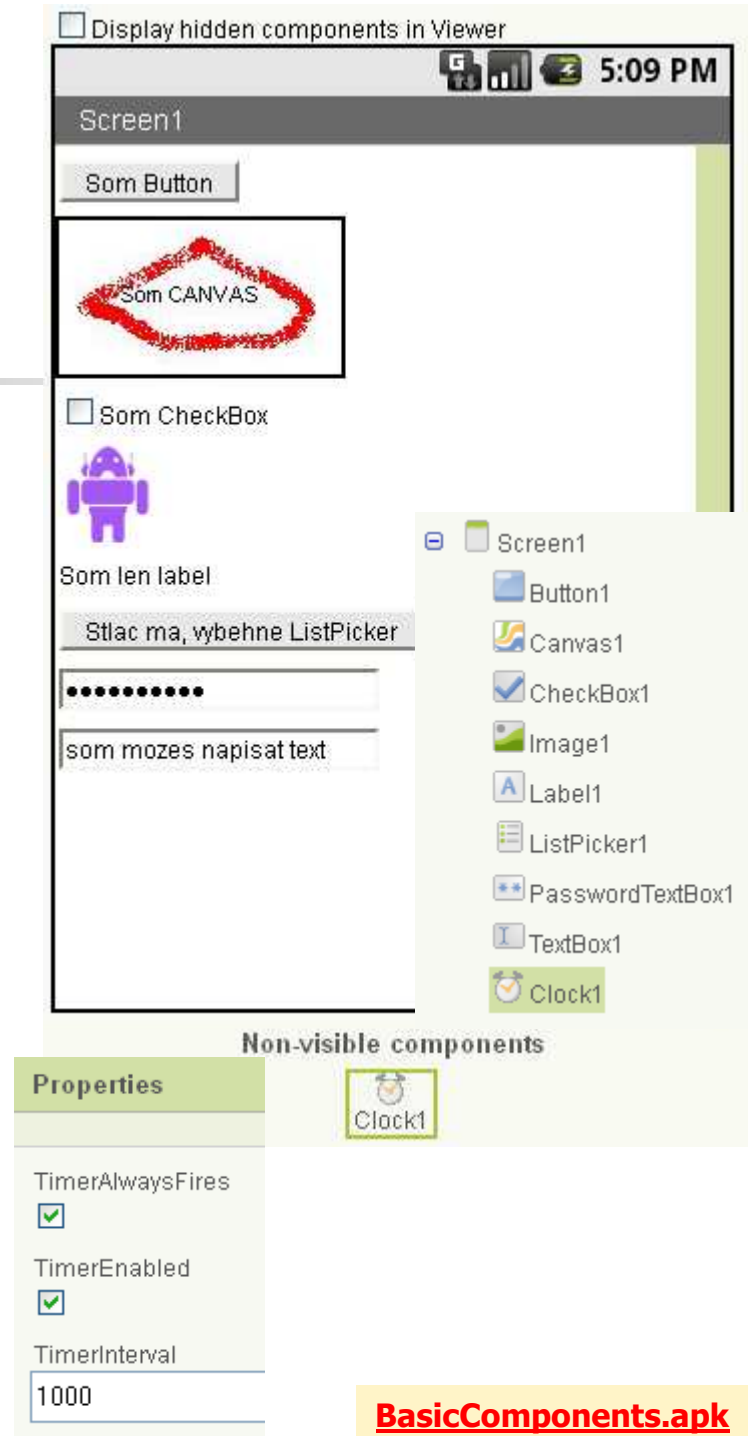 Display hidden components in Viewer
5:09 PM
Screen1
Som Button
Som CANVAS
Som CheckBox
Som len label
Stlac ma, vybehne ListPicker
••••••••••
som mozes napisat text
Screen1
Button1
Canvas1
CheckBox1
Image1
Label1
ListPicker1
PasswordTextBox1
TextBox1
Clock1
Non-visible components
Clock1
Properties
TimerAlwaysFires
TimerEnabled
TimerInterval
1000
BasicComponents.apk